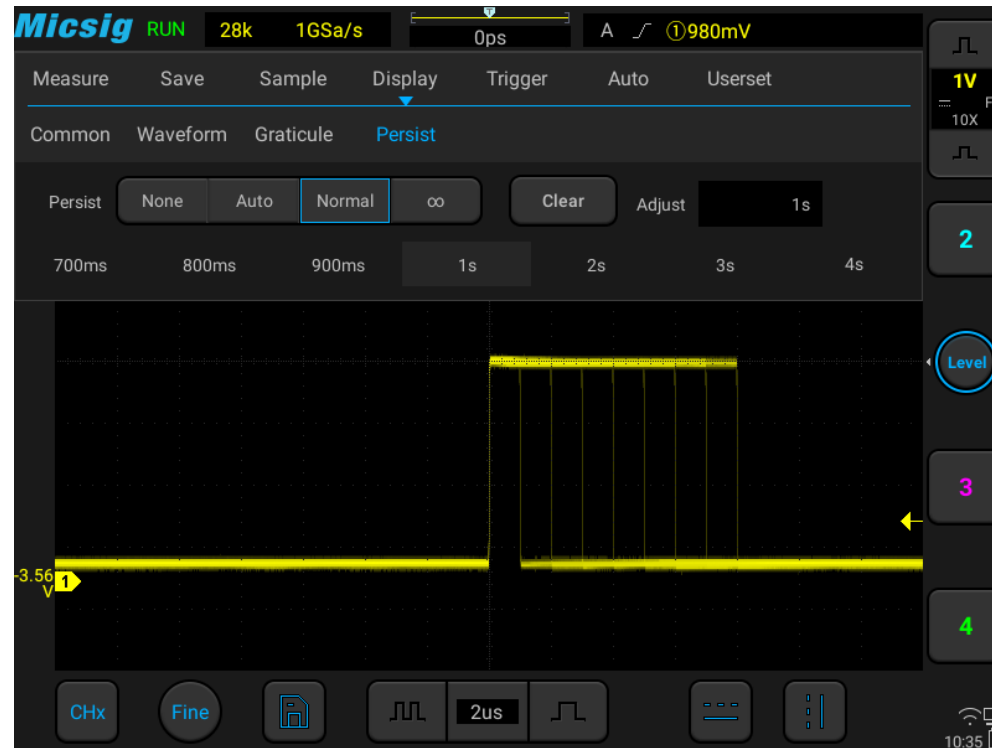 Micsig RUN 28k 1GSa/s T 0ps A ①980mV
Measure Save Sample Display Trigger Auto Userset
1V
F
10X
Common Waveform Graticule Persist
Persist None Auto Normal ∞ Clear Adjust 1s
2
700ms 800ms 900ms 1s 2s 3s 4s
Level
3
-3.56
V
1
4
CHx Fine 2us
10:35